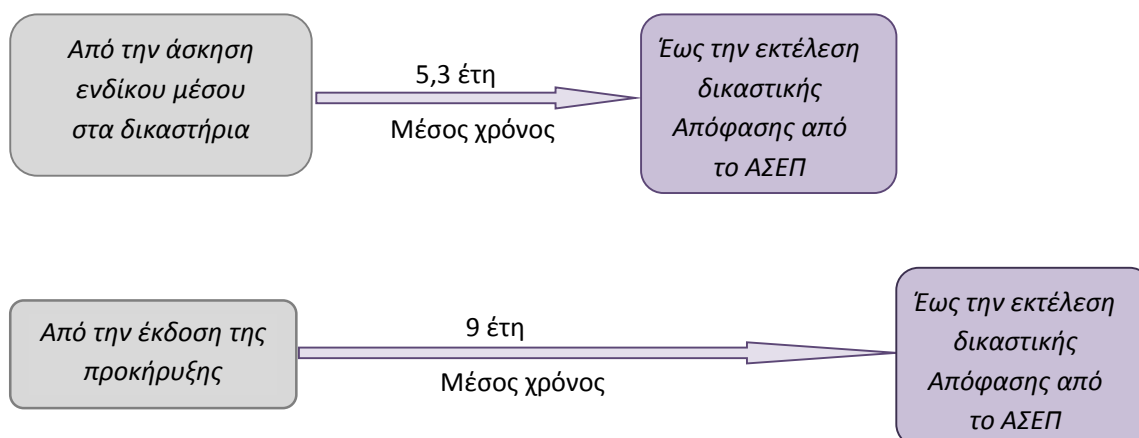 Από την άσκηση
ενδίκου μέσου
στα δικαστήρια
5,3 έτη
Μέσος χρόνος
Έως την εκτέλεση
δικαστικής
Απόφασης από
το ΑΣΕΠ
Από την έκδοση της
προκήρυξης
9 έτη
Μέσος χρόνος
Έως την εκτέλεση
δικαστικής
Απόφασης από
το ΑΣΕΠ